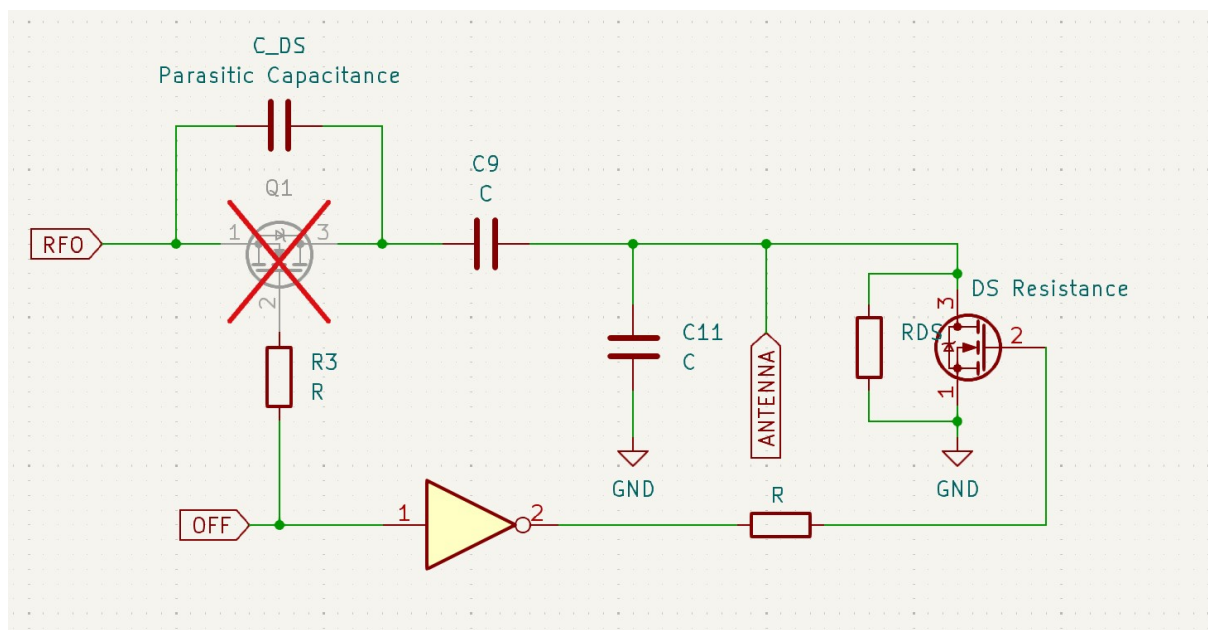 C_DS
Parasitic Capacitance
Q1
1
3
2
RFO
C9
C
R3
R
C11
C
GND
ANTENNA
DS Resistance
RDS
3
2
1
GND
OFF
1
2
R